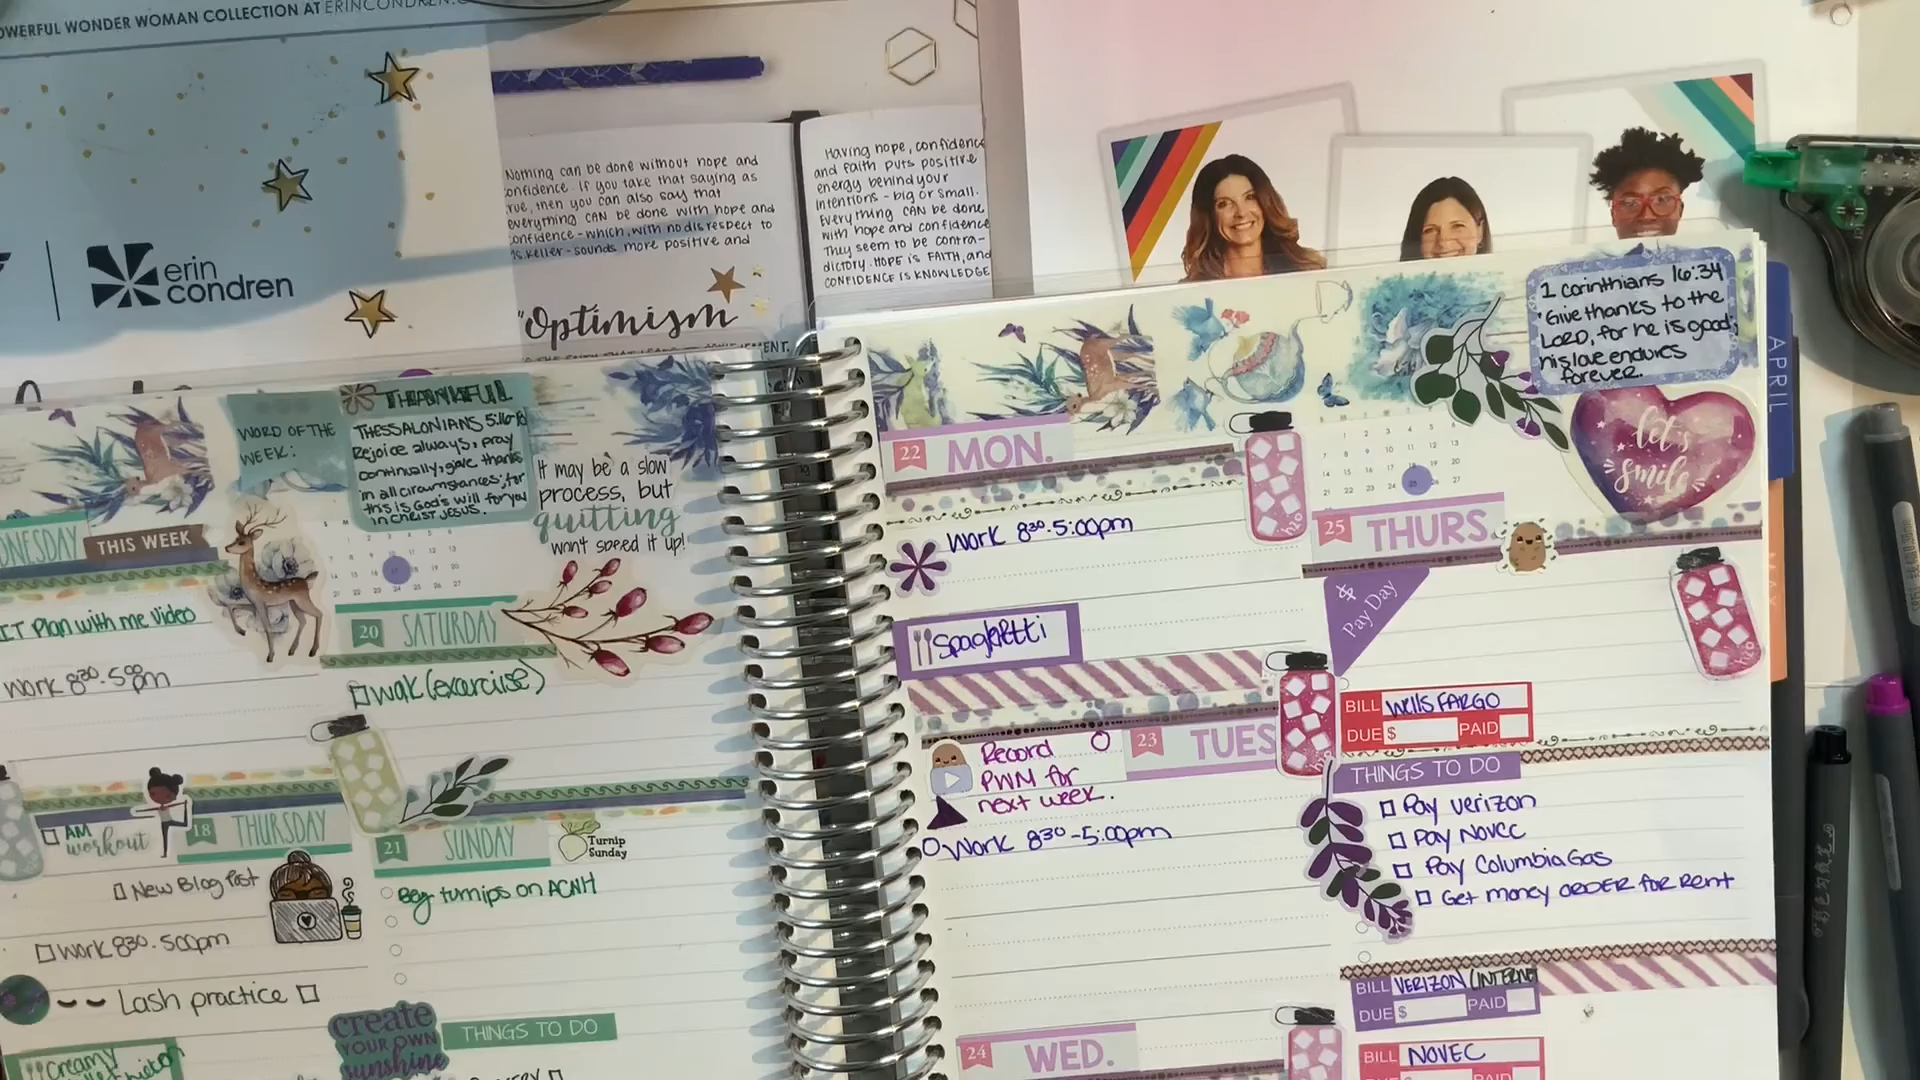 OWERFUL WONDER WOMAN COLLECTION AT ERINCONDREN.
erin
condren
Nothing can be done without hope and
confidence. If you take that saying as
true, then you can also say that
everything CAN be done with hope and
confidence - which, with no disrespect to
Ms. Keller - sounds more positive and
"Optimism
Having hope, confidence
and faith puts positive
energy behind your
intentions - big or small.
Everything CAN be done
with hope and confidence
They seem to be contra-
dictory. HOPE is FAITH, and
CONFIDENCE IS KNOWLEDGE
WORD OF THE
WEEK:
THANKFUL
THESSALONIANS 5:16-18
Rejoice always, pray
continually, give thanks
in all circumstances; for
this is God's will for you
in CHRIST JESUS.
It may be a slow
process, but
quitting
won't speed it up!
DNESDAY
THIS WEEK
Plan with me video
Work 8:30-5:00pm
20 SATURDAY
walk (exercise)
AM
workout
18 THURSDAY
New Blog Post
Work 8:30-5:00pm
Lash practice
Creamy
21 SUNDAY
Turnip
Sunday
Buy turnips on ACNH
create
YOUR OWN
sunshine
THINGS TO DO
1 Corinthians 16:34
"Give thanks to the
LORD, for he is good;
his love endures
forever.
let's
smile
APRIL
MAY
22 MON.
Work 8:30-5:00pm
Spaghetti
23 TUES
Record
PWM for
next week.
Work 8:30-5:00pm
24 WED.
25 THURS.
Pay Day
BILL WELLS FARGO
DUE $ PAID
THINGS TO DO
Pay Verizon
Pay NOVEC
Pay Columbia Gas
Get money ORDER for Rent
BILL VERIZON (INTERNET
DUE $ PAID
BILL NOVEC
DUE $ PAID
h2o
h2o
h2o